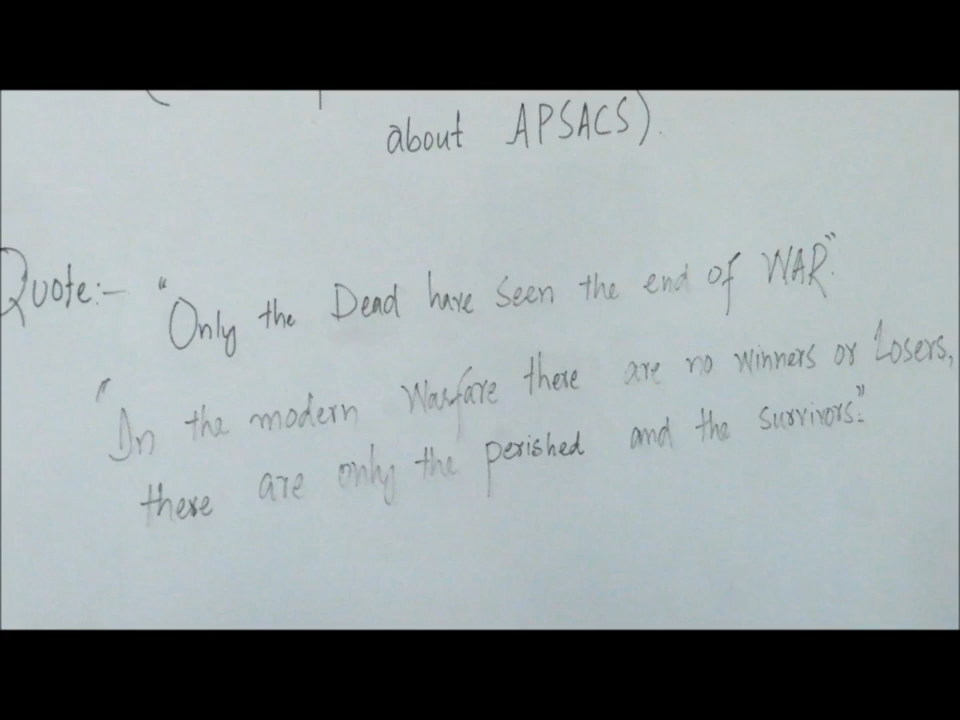 about APSACS).
Quote:- "Only the Dead have seen the end of WAR."
"In the modern Warfare there are no winners or Losers,
there are only the perished and the survivors."